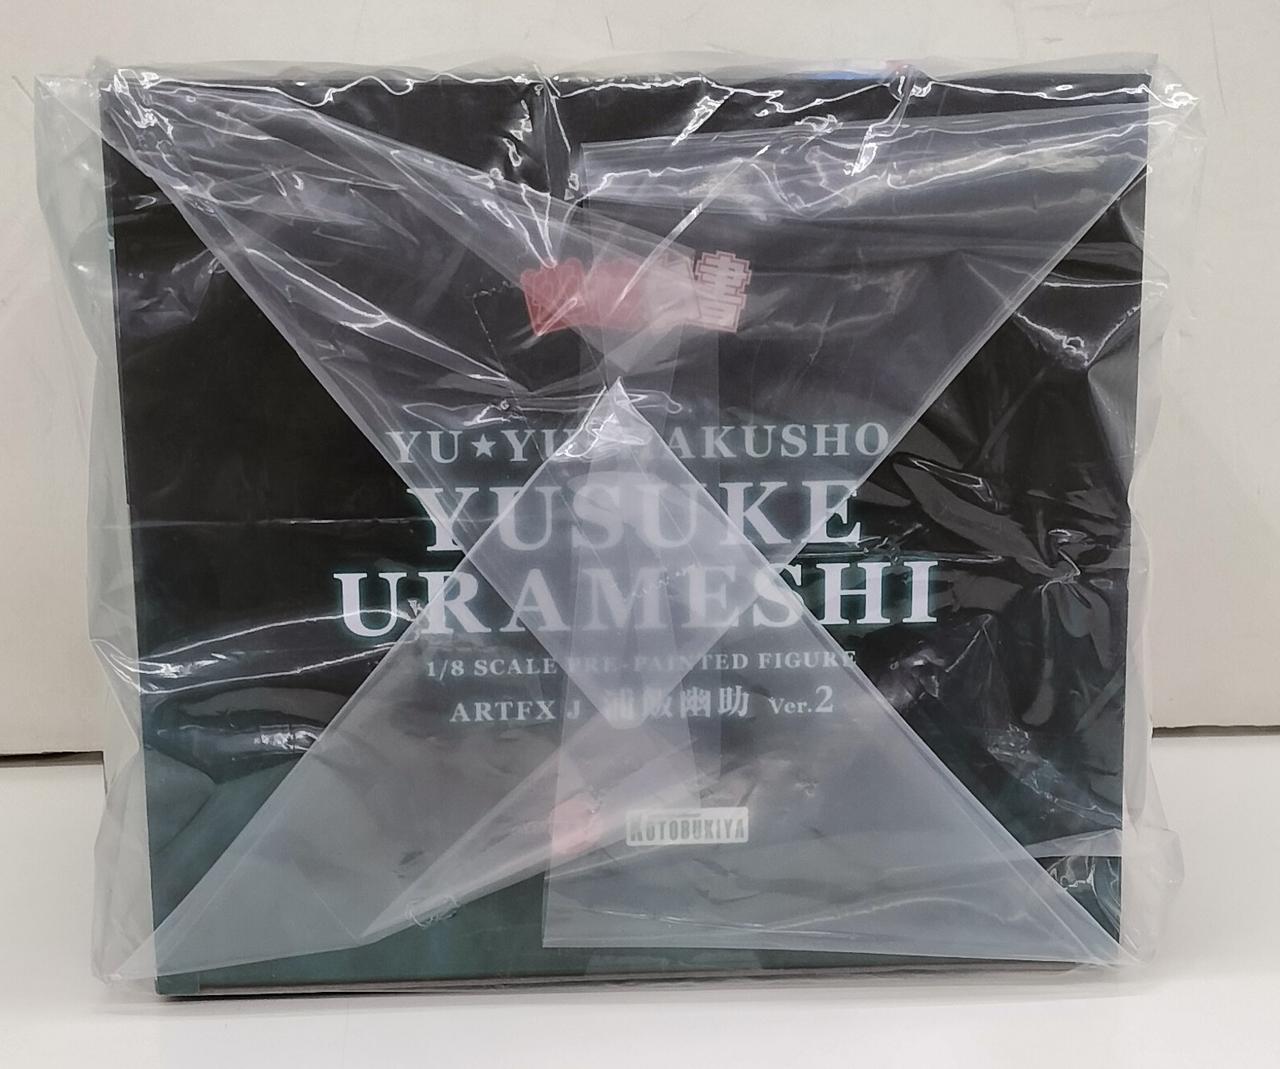 書
YU★YU HAKUSHO
YUSUKE
URAMESHI
1/8 SCALE PRE-PAINTED FIGURE
ARTFX J 浦飯幽助 Ver.2
KOTOBUKIYA